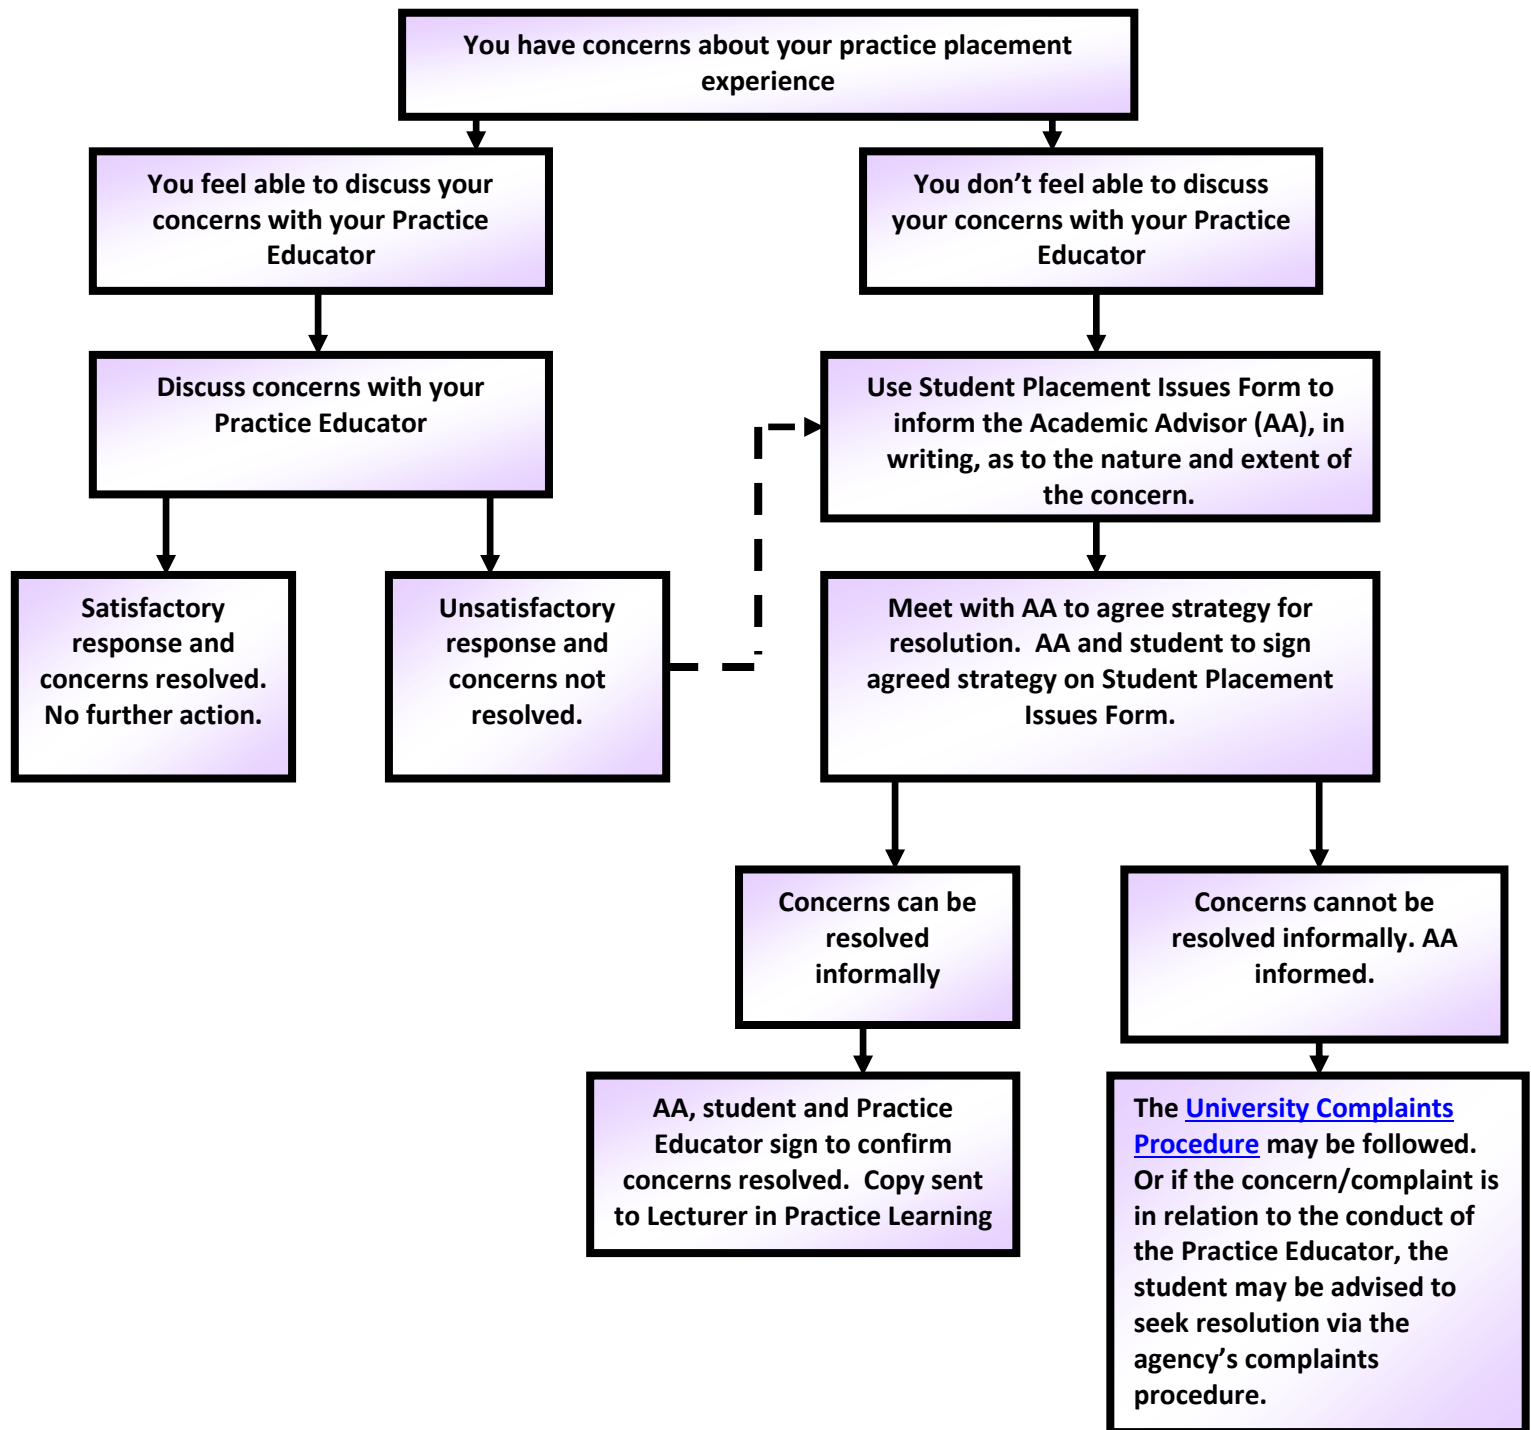 You have concerns about your practice placement
experience
You feel able to discuss your
concerns with your Practice
Educator
You don’t feel able to discuss
your concerns with your Practice
Educator
Discuss concerns with your
Practice Educator
Use Student Placement Issues Form to
inform the Academic Advisor (AA), in
writing, as to the nature and extent of
the concern.
Satisfactory
response and
concerns resolved.
No further action.
Unsatisfactory
response and
concerns not
resolved.
Meet with AA to agree strategy for
resolution.  AA and student to sign
agreed strategy on Student Placement
Issues Form.
Concerns can be
resolved
informally
Concerns cannot be
resolved informally. AA
informed.
AA, student and Practice
Educator sign to confirm
concerns resolved.  Copy sent
to Lecturer in Practice Learning
The University Complaints
Procedure may be followed.
Or if the concern/complaint is
in relation to the conduct of
the Practice Educator, the
student may be advised to
seek resolution via the
agency’s complaints
procedure.